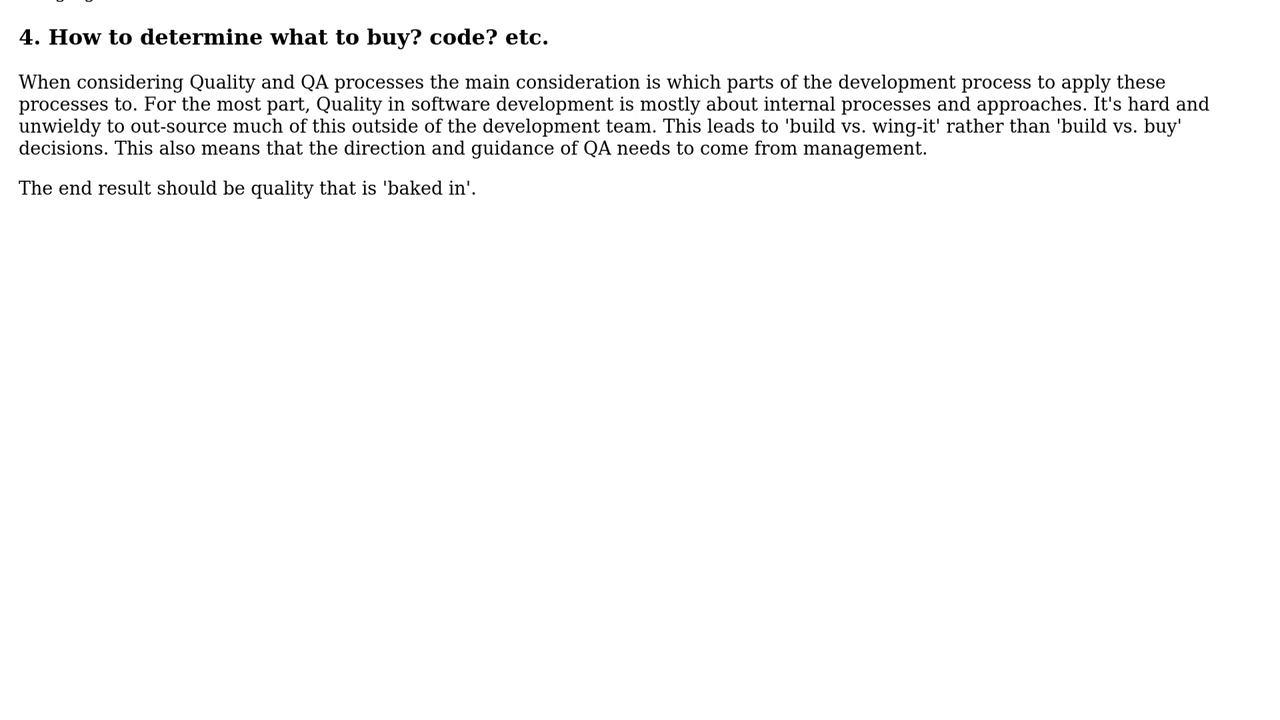 4. How to determine what to buy? code? etc.
When considering Quality and QA processes the main consideration is which parts of the development process to apply these
processes to. For the most part, Quality in software development is mostly about internal processes and approaches. It's hard and
unwieldy to out-source much of this outside of the development team. This leads to 'build vs. wing-it' rather than 'build vs. buy'
decisions. This also means that the direction and guidance of QA needs to come from management.
The end result should be quality that is 'baked in'.